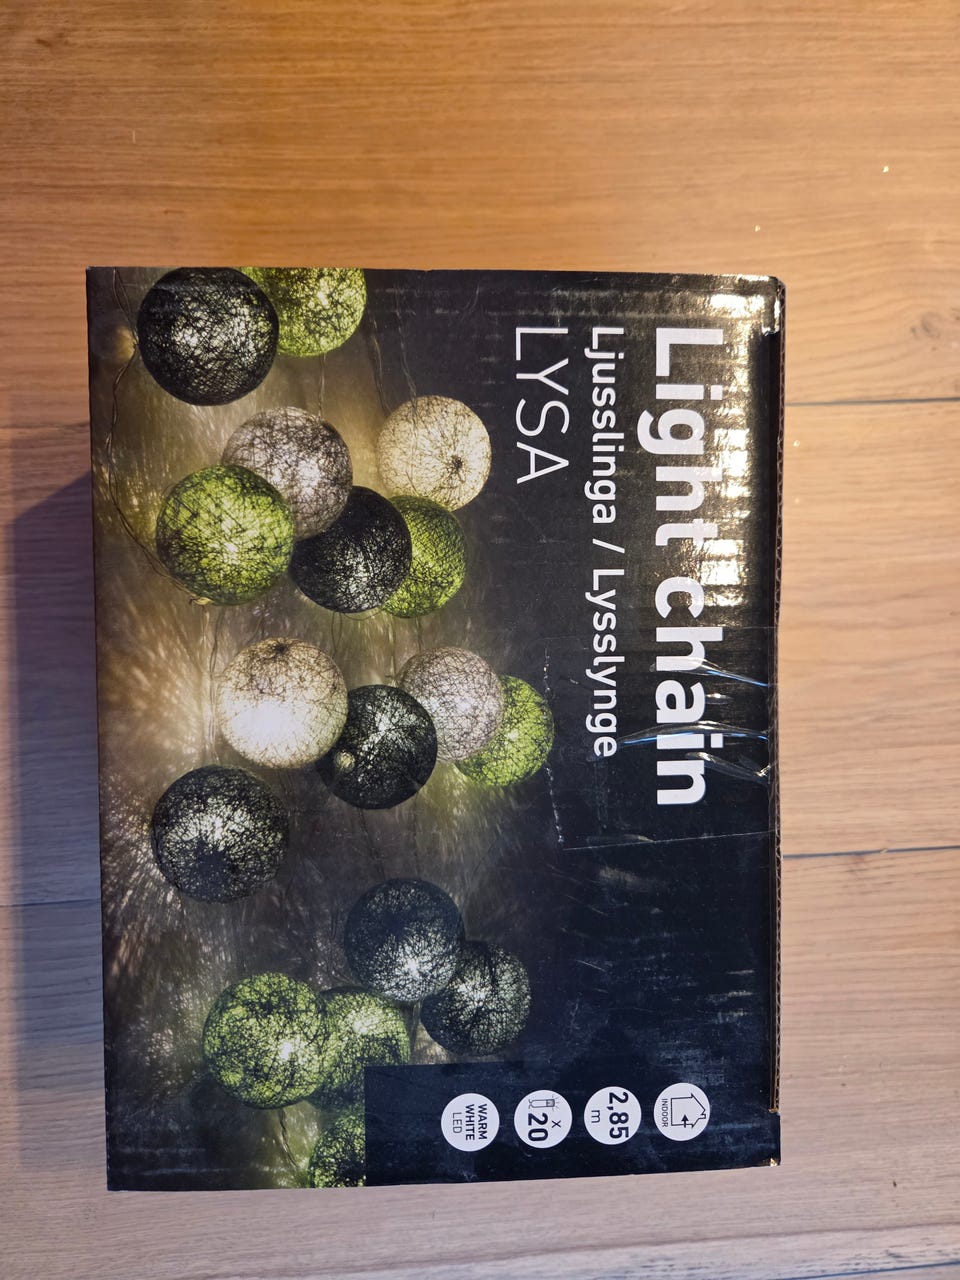 Light chain
Ljusslinga / Lysslynge
LYSA
INDOOR
2,85
m
x
20
WARM
WHITE
LED